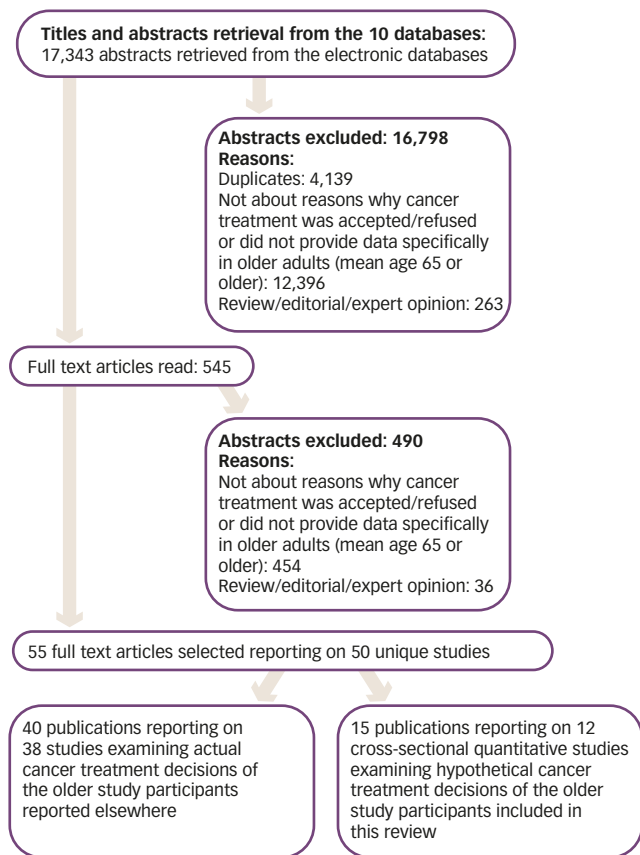 Titles and abstracts retrieval from the 10 databases:
17,343 abstracts retrieved from the electronic databases
Abstracts excluded: 16,798
Reasons:
Duplicates: 4,139
Not about reasons why cancer
treatment was accepted/refused
or did not provide data specifically
in older adults (mean age 65 or
older): 12,396
Review/editorial/expert opinion: 263
Full text articles read: 545
Abstracts excluded: 490
Reasons:
Not about reasons why cancer
treatment was accepted/refused
or did not provide data specifically
in older adults (mean age 65 or
older): 454
Review/editorial/expert opinion: 36
55 full text articles selected reporting on 50 unique studies
40 publications reporting on
38 studies examining actual
cancer treatment decisions of
the older study participants
reported elsewhere
15 publications reporting on 12
cross-sectional quantitative studies
examining hypothetical cancer
treatment decisions of the older
study participants included in
this review